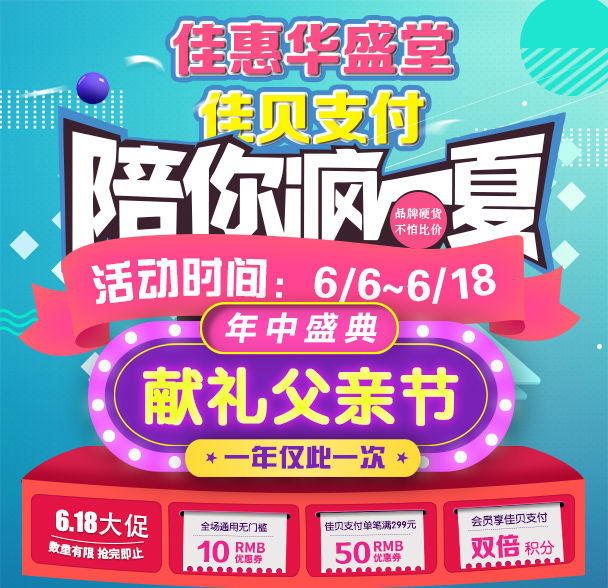 佳惠华盛堂
佳贝支付
陪你疯一夏
品牌硬货
不怕比价
活动时间：6/6~6/18
年中盛典
献礼父亲节
★一年仅此一次★
6.18大促
数量有限 抢完即止
全场通用无门槛
10 RMB
优惠券
佳贝支付单笔满299元
50 RMB
优惠券
会员享佳贝支付
双倍积分